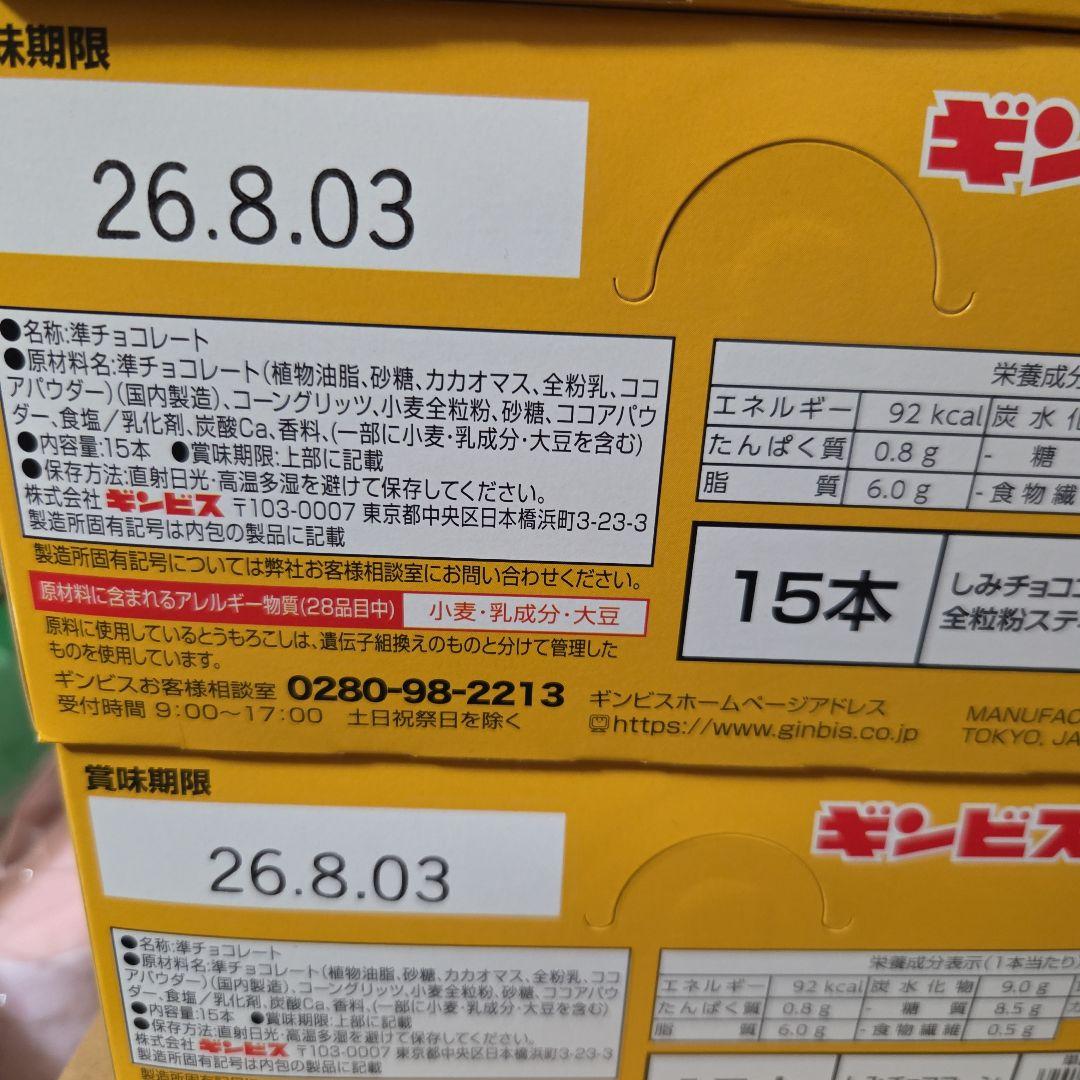 味期限
26.8.03
ギン
●名称:準チョコレート
●原材料名:準チョコレート(植物油脂、砂糖、カカオマス、全粉乳、ココ
アパウダー)(国内製造)、コーングリッツ、小麦全粒粉、砂糖、ココアパウ
ダー、食塩/乳化剤、炭酸Ca、香料、(一部に小麦・乳成分・大豆を含む)
●内容量:15本 ●賞味期限:上部に記載
●保存方法:直射日光・高温多湿を避けて保存してください。
株式会社 ギンビス 〒103-0007 東京都中央区日本橋浜町3-23-3
製造所固有記号は内包の製品に記載
栄養成分
エネルギー 92 kcal 炭水化
たんぱく質 0.8 g - 糖
脂質 6.0 g -食物繊
15本 しみチョココ
全粒粉ステ
製造所固有記号については弊社お客様相談室にお問い合わせください。
原材料に含まれるアレルギー物質(28品目中) 小麦・乳成分・大豆
原料に使用しているとうもろこしは、遺伝子組換えのものと分けて管理した
ものを使用しています。
ギンビスお客様相談室 0280-98-2213
受付時間 9:00〜17:00 土日祝祭日を除く
ギンビスホームページアドレス
https://www.ginbis.co.jp
MANUFAC
TOKYO, JA
賞味期限
26.8.03
ギンビス
●名称:準チョコレート
●原材料名:準チョコレート(植物油脂、砂糖、カカオマス、全粉乳、ココ
アパウダー)(国内製造)、コーングリッツ、小麦全粒粉、砂糖、ココアパウ
ダー、食塩/乳化剤、炭酸Ca、香料、(一部に小麦・乳成分・大豆を含む)
●内容量:15本 ●賞味期限:上部に記載
●保存方法:直射日光・高温多湿を避けて保存してください。
株式会社 ギンビス 〒103-0007 東京都中央区日本橋浜町3-23-3
製造所固有記号は内包の製品に記載
栄養成分表示(1本当たり)
エネルギー 92 kcal 炭水化物 9.0 g
たんぱく質 0.8 g - 糖質 8.5 g
脂質 6.0 g -食物繊維 0.5 g